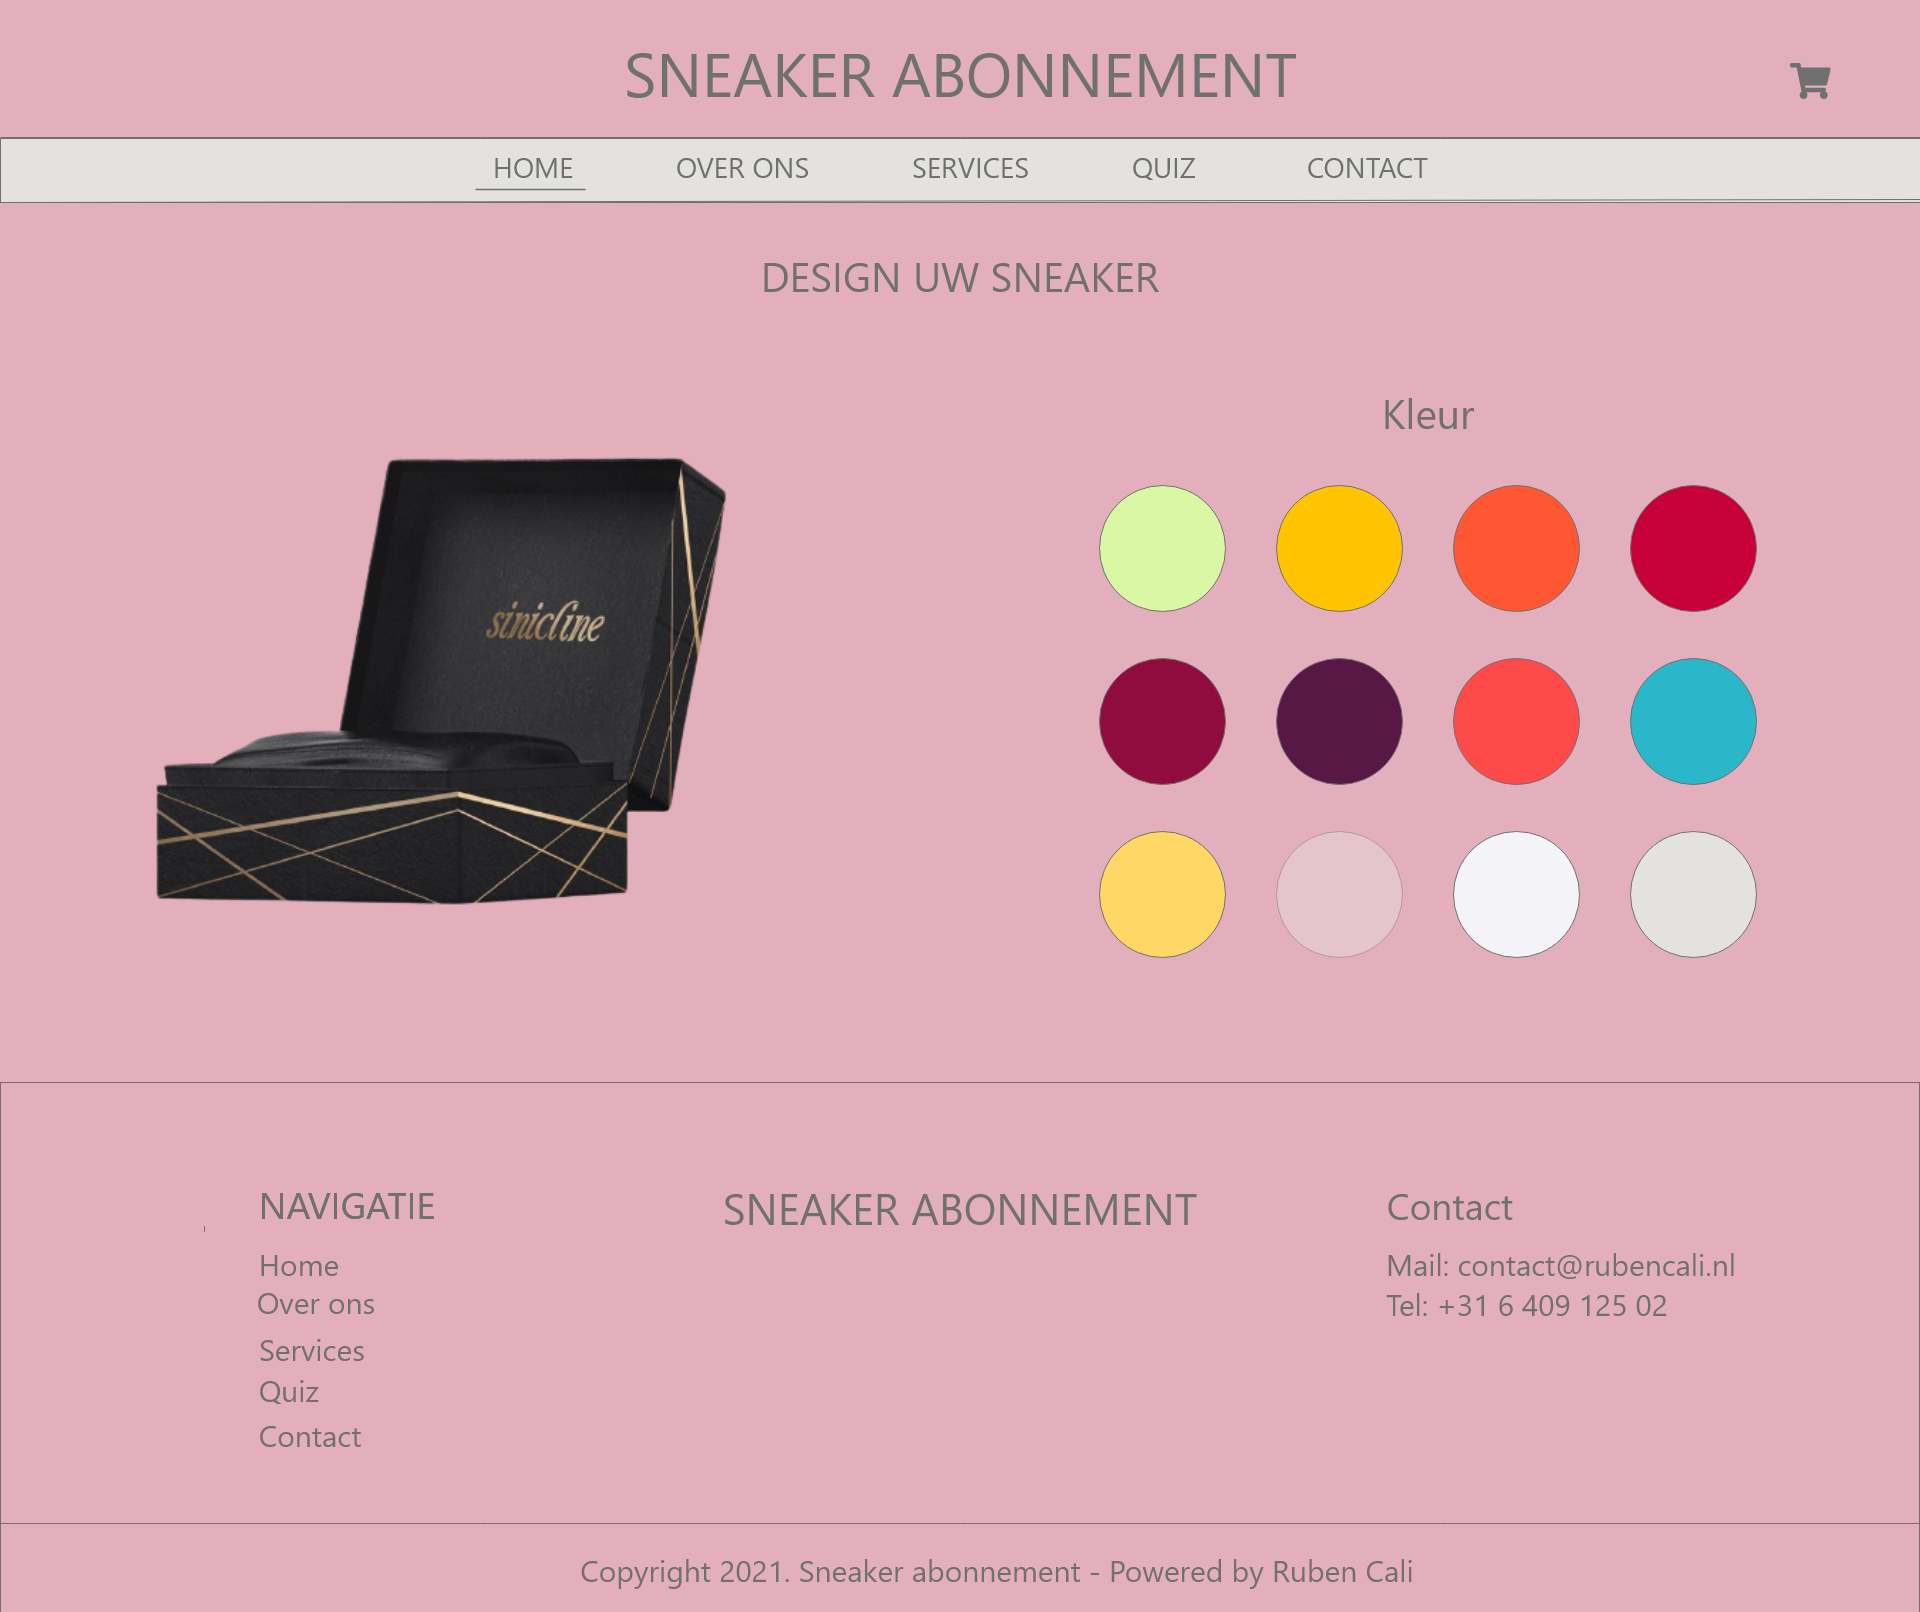 SNEAKER ABONNEMENT
HOME OVER ONS SERVICES QUIZ CONTACT
DESIGN UW SNEAKER
Kleur
sinicline
NAVIGATIE
Home
Over ons
Services
Quiz
Contact
SNEAKER ABONNEMENT
Contact
Mail: contact@rubencali.nl
Tel: +31 6 409 125 02
Copyright 2021. Sneaker abonnement - Powered by Ruben Cali